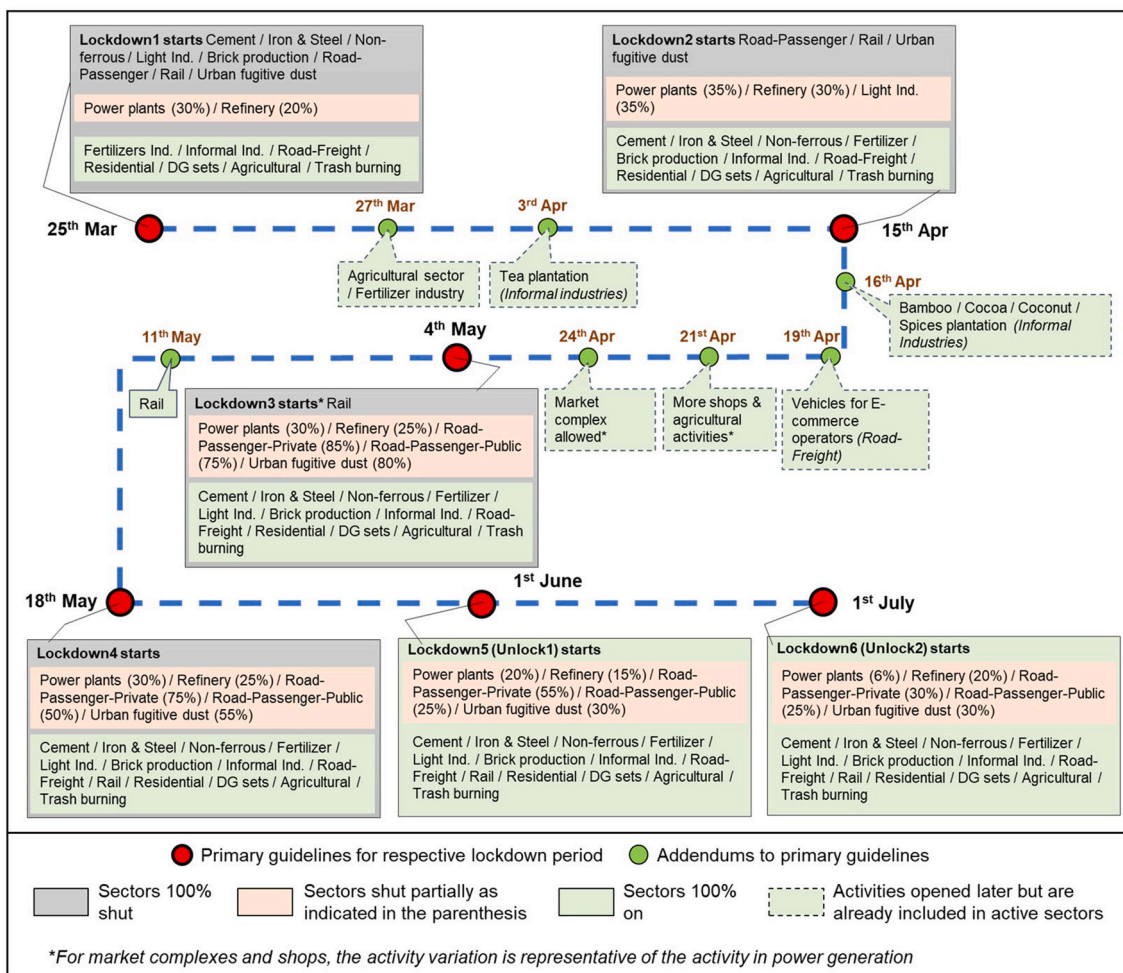 Lockdown1 starts Cement / Iron & Steel / Non-
ferrous / Light Ind. / Brick production / Road-
Passenger / Rail / Urban fugitive dust
Power plants (30%) / Refinery (20%)
Fertilizers Ind. / Informal Ind. / Road-Freight /
Residential / DG sets / Agricultural / Trash burning
Lockdown2 starts Road-Passenger / Rail / Urban
fugitive dust
Power plants (35%) / Refinery (30%) / Light Ind.
(35%)
Cement / Iron & Steel / Non-ferrous / Fertilizer /
Brick production / Informal Ind. / Road-Freight /
Residential / DG sets / Agricultural / Trash burning
25th Mar
27th Mar
3rd Apr
15th Apr
Agricultural sector
/ Fertilizer industry
Tea plantation
(Informal industries)
16th Apr
Bamboo / Cocoa / Coconut /
Spices plantation (Informal
Industries)
11th May
4th May
24th Apr
21st Apr
19th Apr
Rail
Market
complex
allowed*
More shops &
agricultural
activities*
Vehicles for E-
commerce
operators (Road-
Freight)
Lockdown3 starts* Rail
Power plants (30%) / Refinery (25%) / Road-
Passenger-Private (85%) / Road-Passenger-Public
(75%) / Urban fugitive dust (80%)
Cement / Iron & Steel / Non-ferrous / Fertilizer /
Light Ind. / Brick production / Informal Ind. / Road-
Freight / Residential / DG sets / Agricultural / Trash
burning
18th May
1st June
1st July
Lockdown4 starts
Power plants (30%) / Refinery (25%) / Road-
Passenger-Private (75%) / Road-Passenger-Public
(50%) / Urban fugitive dust (55%)
Cement / Iron & Steel / Non-ferrous / Fertilizer /
Light Ind. / Brick production / Informal Ind. / Road-
Freight / Rail / Residential / DG sets / Agricultural /
Trash burning
Lockdown5 (Unlock1) starts
Power plants (20%) / Refinery (15%) / Road-
Passenger-Private (55%) / Road-Passenger-Public
(25%) / Urban fugitive dust (30%)
Cement / Iron & Steel / Non-ferrous / Fertilizer /
Light Ind. / Brick production / Informal Ind. / Road-
Freight / Rail / Residential / DG sets / Agricultural /
Trash burning
Lockdown6 (Unlock2) starts
Power plants (6%) / Refinery (20%) / Road-
Passenger-Private (30%) / Road-Passenger-Public
(25%) / Urban fugitive dust (30%)
Cement / Iron & Steel / Non-ferrous / Fertilizer /
Light Ind. / Brick production / Informal Ind. / Road-
Freight / Rail / Residential / DG sets / Agricultural /
Trash burning
Primary guidelines for respective lockdown period
Addendums to primary guidelines
Sectors 100%
shut
Sectors shut partially as
indicated in the parenthesis
Sectors 100%
on
Activities opened later but are
already included in active sectors
*For market complexes and shops, the activity variation is representative of the activity in power generation